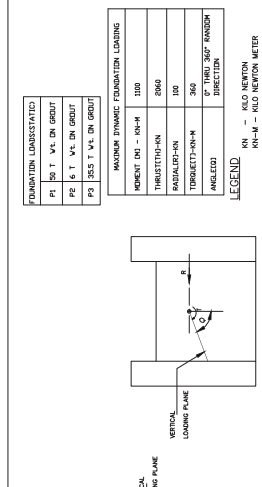 FOUNDATION LOADS(STATIC)
P1 50 T Wt. ON GROUT
P2 6 T Wt. ON GROUT
P3 35.5 T Wt. ON GROUT
MAXIMUM DYNAMIC FOUNDATION LOADING
MOMENT (M) - KN-M 1100
THRUST(TH)-KN 2060
RADIAL(R)-KN 100
TORQUE(T)-KN-M 360
ANGLE(Q) 0° THRU 360° RANDOM DIRECTION
LEGEND
KN - KILO NEWTON
KN-M - KILO NEWTON METER
R
Q
VERTICAL
LOADING PLANE
CAL
NG PLANE